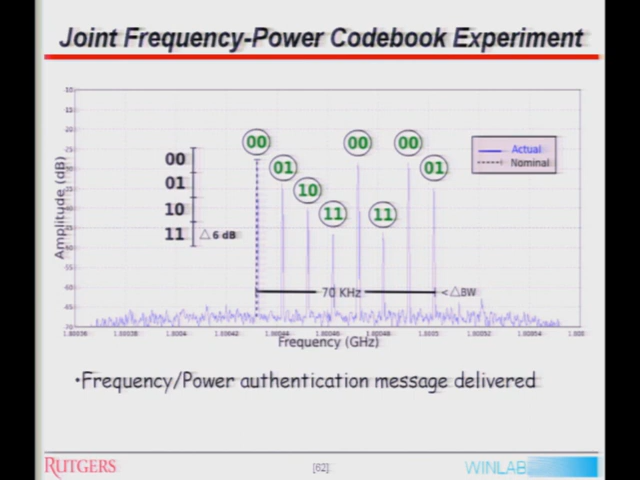 Joint Frequency-Power Codebook Experiment
00
01
10
11
△ 6 dB
00
01
10
11
00
11
00
01
Actual
Nominal
70 KHz
< △BW
Amplitude (dB)
Frequency (GHz)
•Frequency/Power authentication message delivered
RUTGERS
[62]
WINLAB